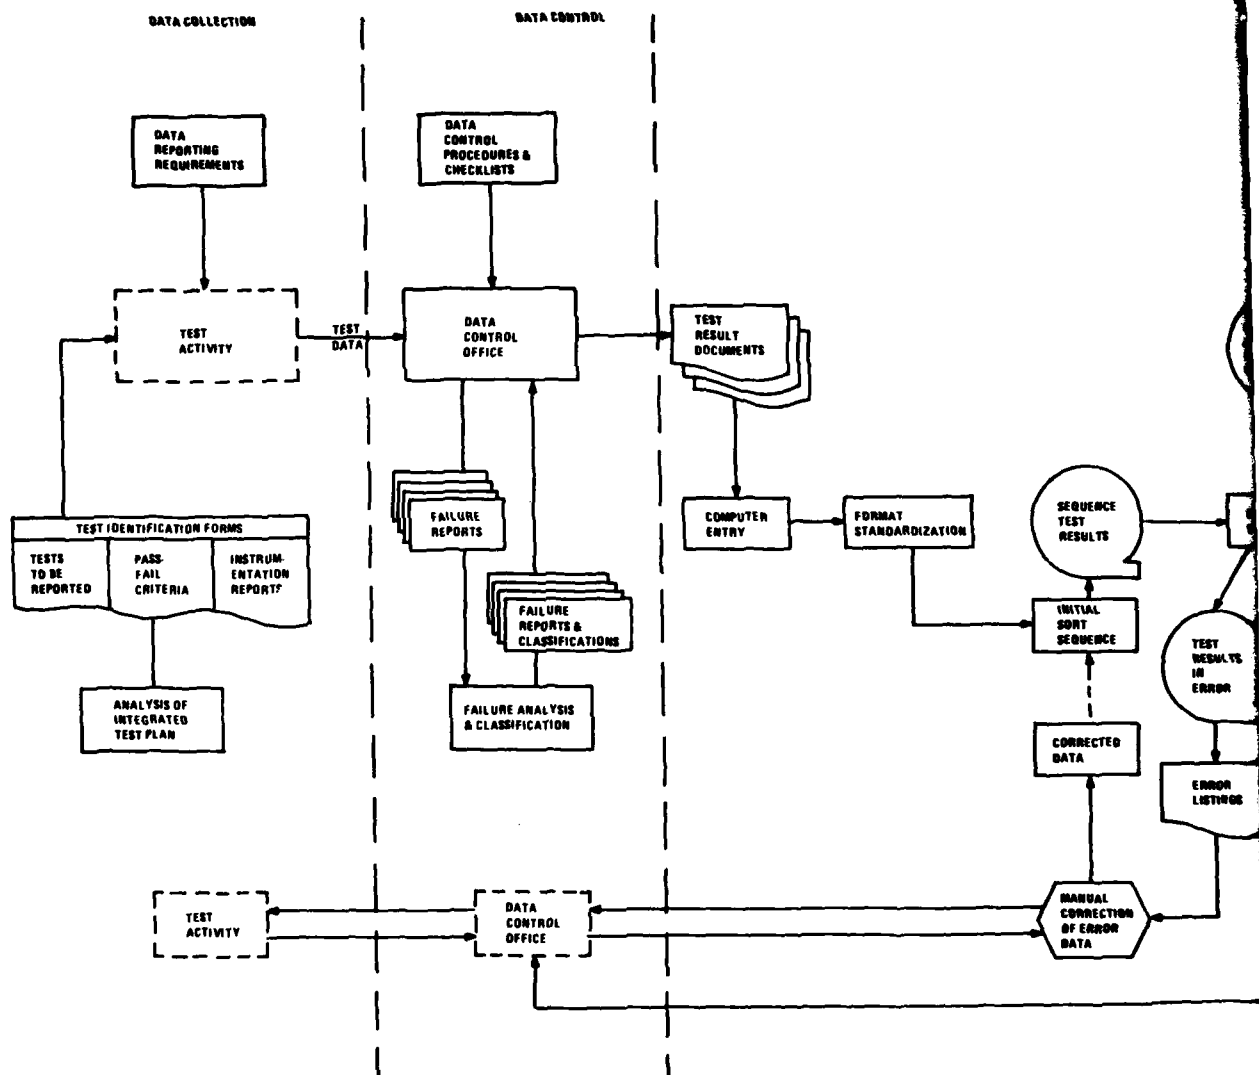 DATA COLLECTION
DATA CONTROL
DATA
REPORTING
REQUIREMENTS
DATA
CONTROL
PROCEDURES &
CHECKLISTS
TEST
ACTIVITY
TEST
DATA
DATA
CONTROL
OFFICE
TEST
RESULT
DOCUMENTS
FAILURE
REPORTS
COMPUTER
ENTRY
FORMAT
STANDARDIZATION
SEQUENCE
TEST
RESULTS
TEST IDENTIFICATION FORMS
TESTS
TO BE
REPORTED
PASS-
FAIL
CRITERIA
INSTRUM-
ENTATION
REPORTS
FAILURE
REPORTS &
CLASSIFICATIONS
INITIAL
SORT
SEQUENCE
TEST
RESULTS
IN
ERROR
ANALYSIS OF
INTEGRATED
TEST PLAN
FAILURE ANALYSIS
& CLASSIFICATION
CORRECTED
DATA
ERROR
LISTINGS
TEST
ACTIVITY
DATA
CONTROL
OFFICE
MANUAL
CORRECTION
OF ERROR
DATA